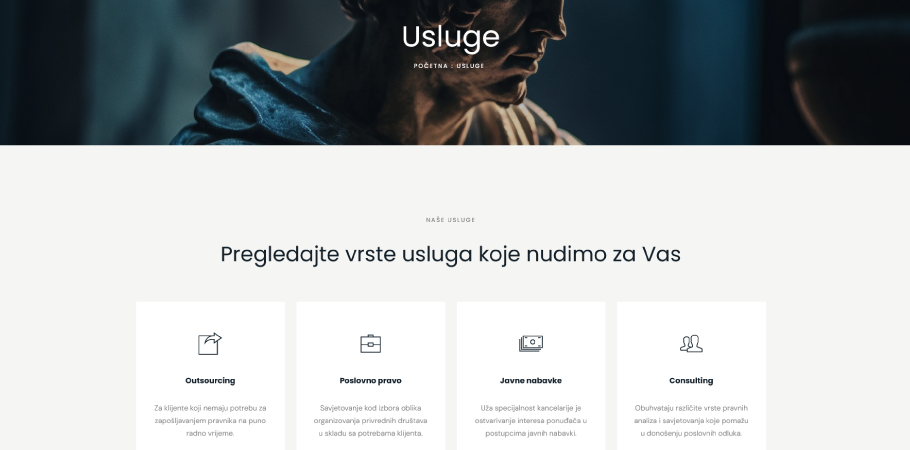 Usluge
POČETNA : USLUGE
NAŠE USLUGE
Pregledajte vrste usluga koje nudimo za Vas
Outsourcing
Za klijente koji nemaju potrebu za
zapošljavanjem pravnika na puno
radno vrijeme.
Poslovno pravo
Savjetovanje kod izbora oblika
organizovanja privrednih društava
u skladu sa potrebama klijenta.
Javne nabavke
Uža specijalnost kancelarije je
ostvarivanje interesa ponuđača u
postupcima javnih nabavki.
Consulting
Obuhvataju različite vrste pravnih
analiza i savjetovanja koje pomažu
u donošenju poslovnih odluka.